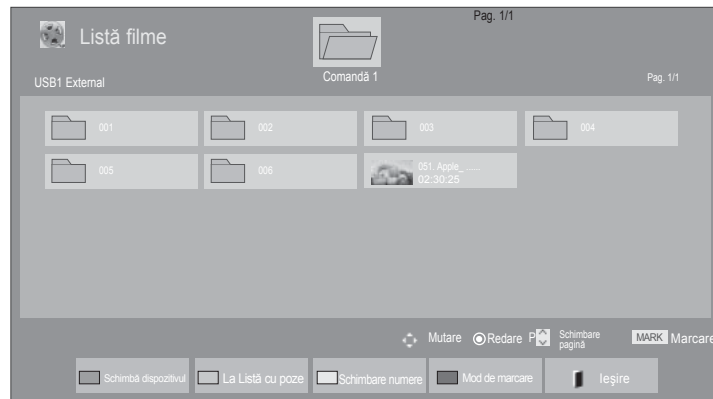 Pag. 1/1
Listă filme
Comandă 1
USB1 External
Pag. 1/1
001
002
003
004
005
006
051. Apple_ ......
02:30:25
Mutare
Redare
P
Schimbare
pagină
MARK Marcare
Schimbă dispozitivul
La Listă cu poze
Schimbare numere
Mod de marcare
Ieşire